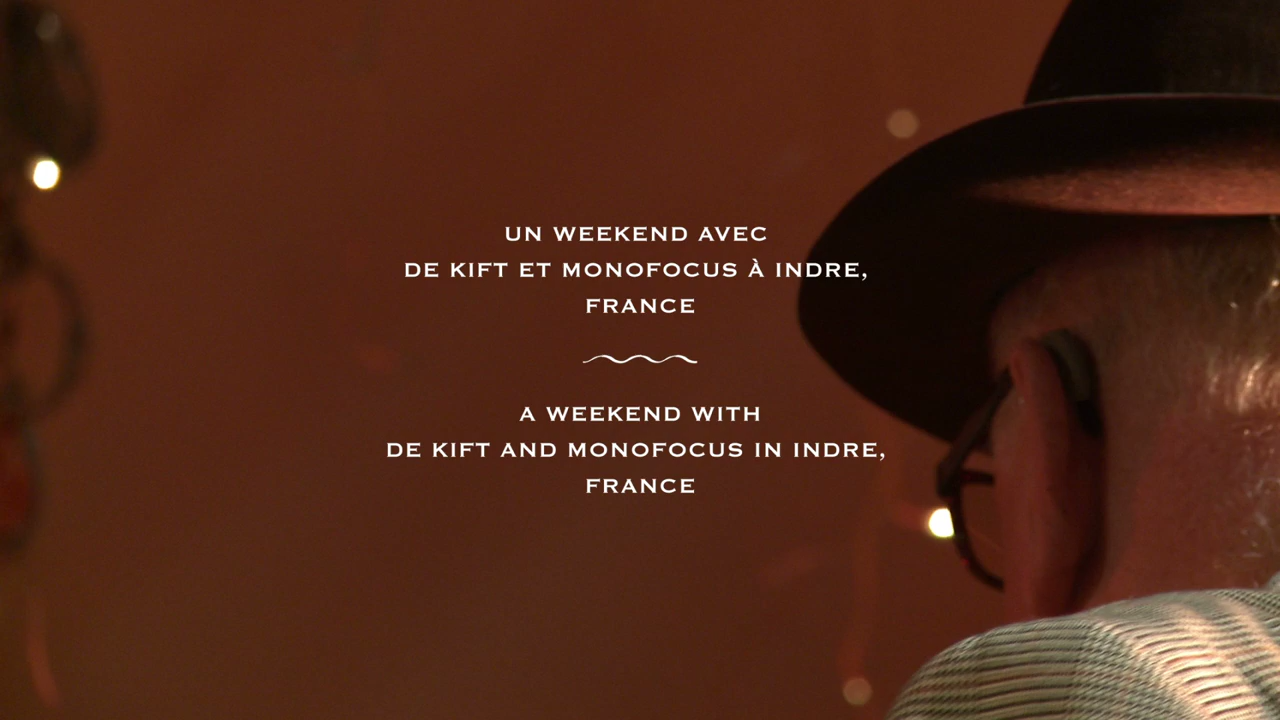 UN WEEKEND AVEC
DE KIFT ET MONOFOCUS À INDRE,
FRANCE
A WEEKEND WITH
DE KIFT AND MONOFOCUS IN INDRE,
FRANCE